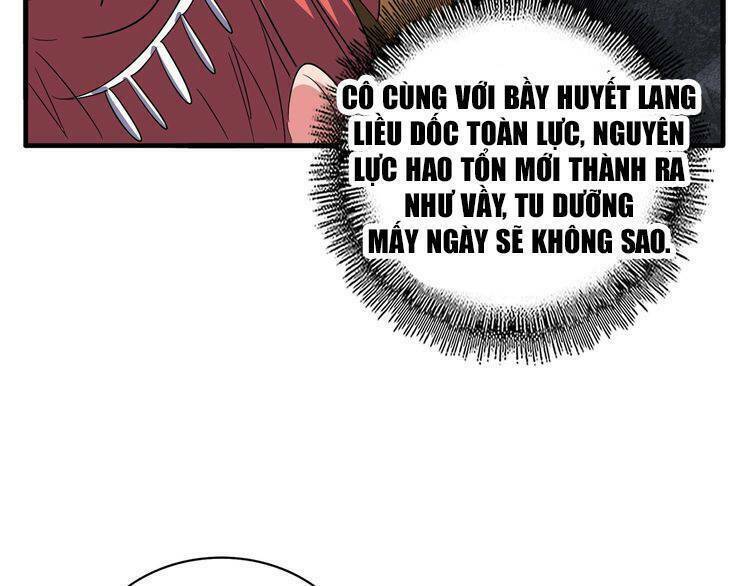 CÔ CÙNG VỚI BẦY HUYẾT LANG
LIỀU DỐC TOÀN LỰC, NGUYÊN
LỰC HAO TỔN MỚI THÀNH RA
NHƯ VẦY, TU DƯỠNG
MẤY NGÀY SẼ KHÔNG SAO.